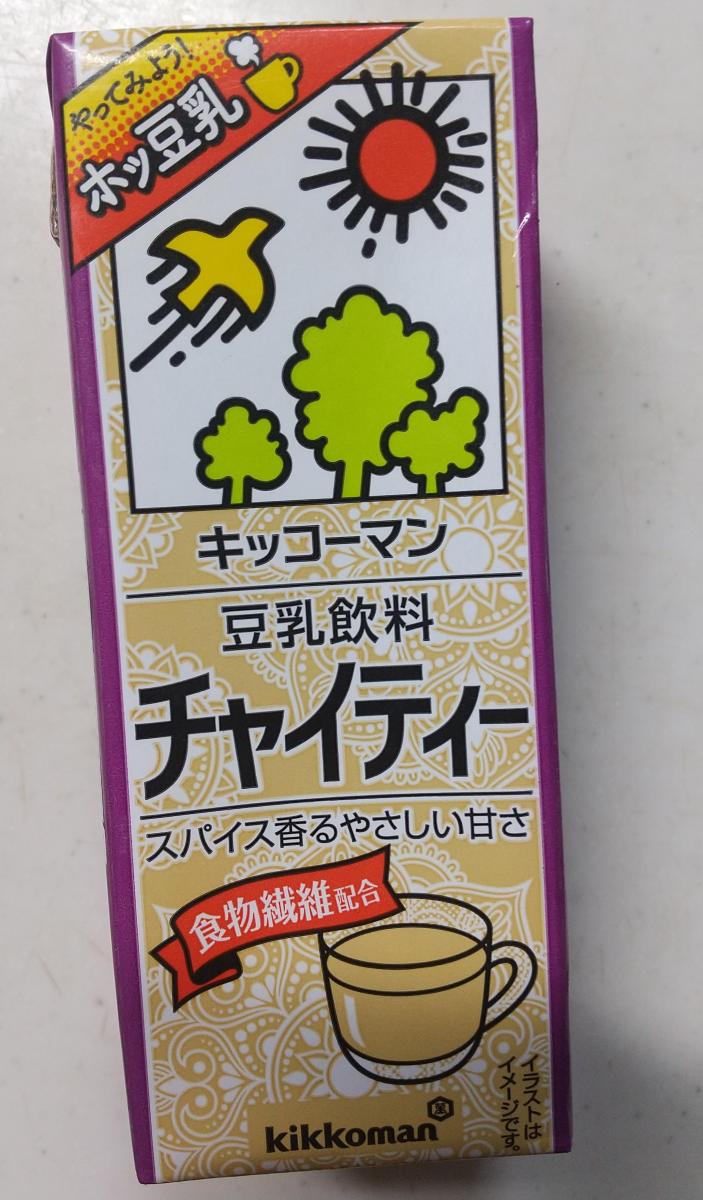 やってみよう!
ホッ豆乳
キッコーマン
豆乳飲料
チャイティー
スパイス香るやさしい甘さ
食物繊維配合
イラストは
イメージです。
kikkoman
萬